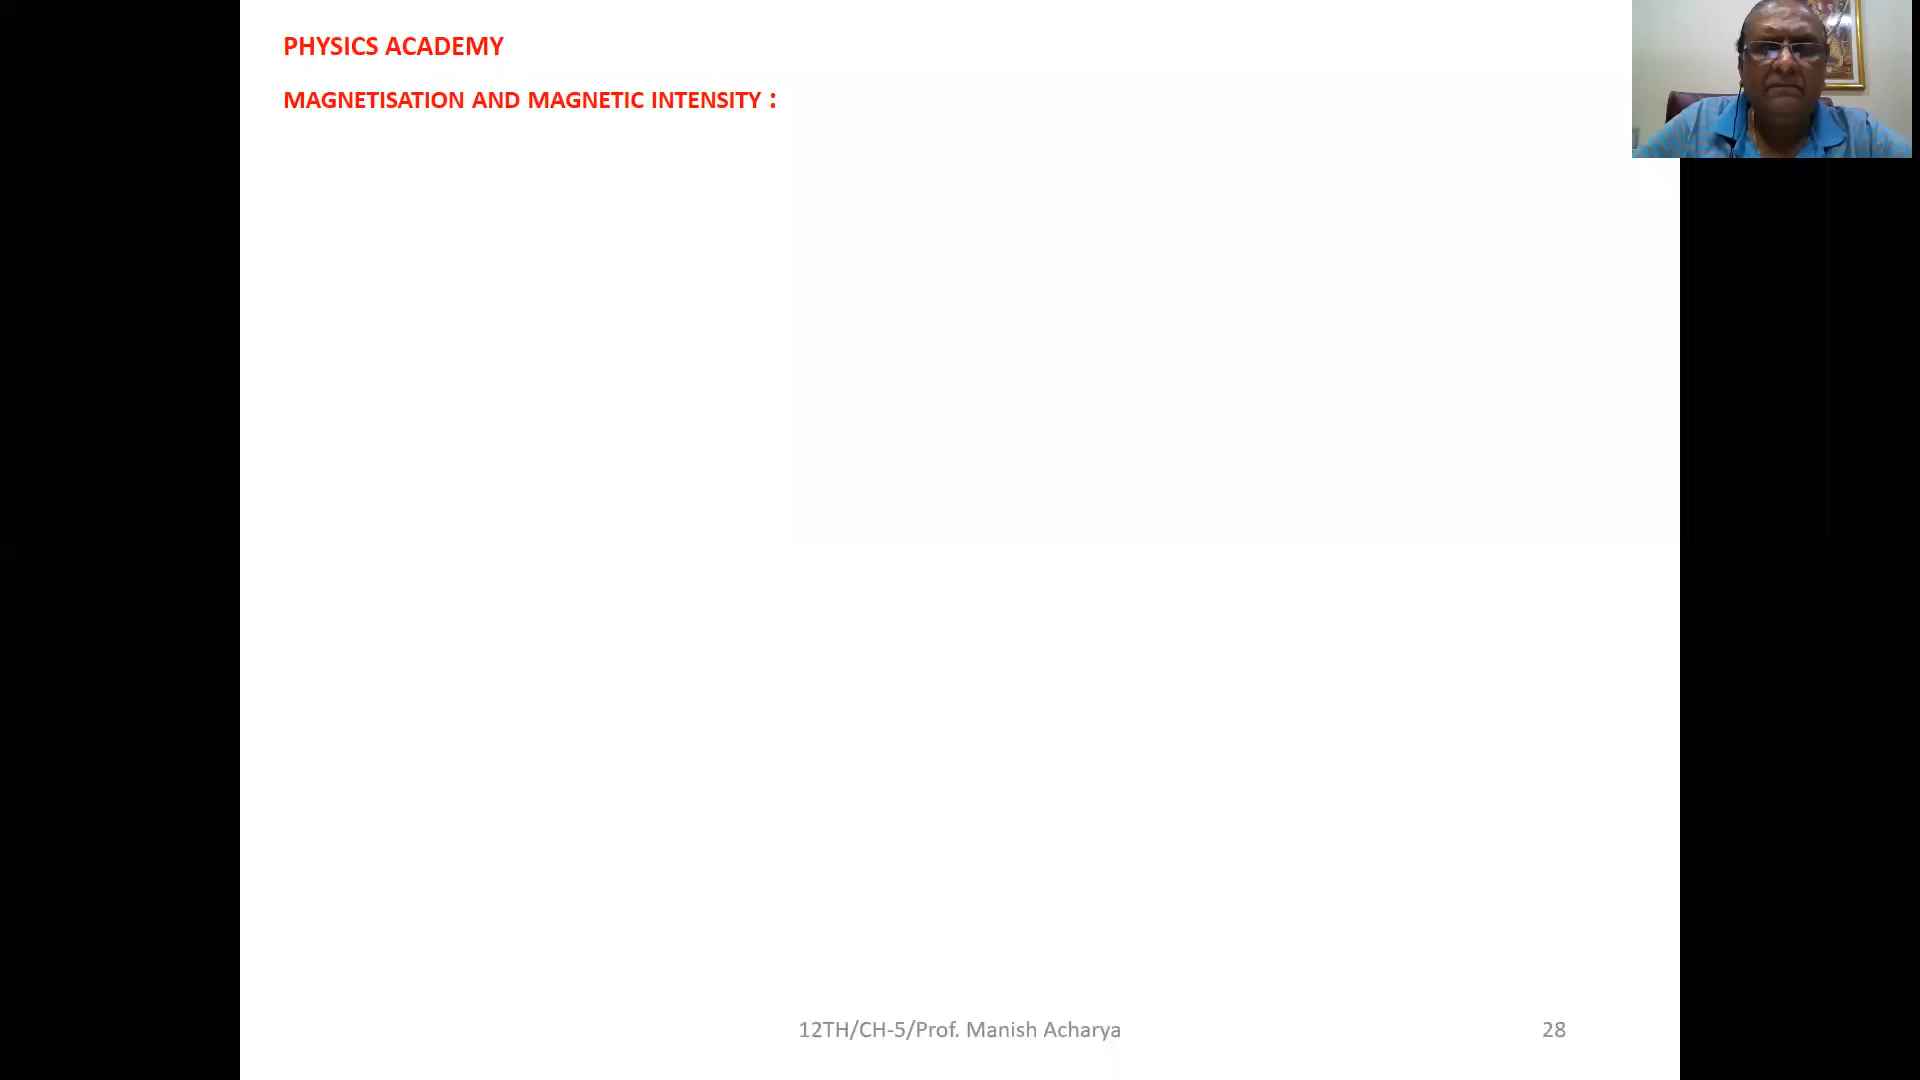 PHYSICS ACADEMY
MAGNETISATION AND MAGNETIC INTENSITY :
12TH/CH-5/Prof. Manish Acharya
28